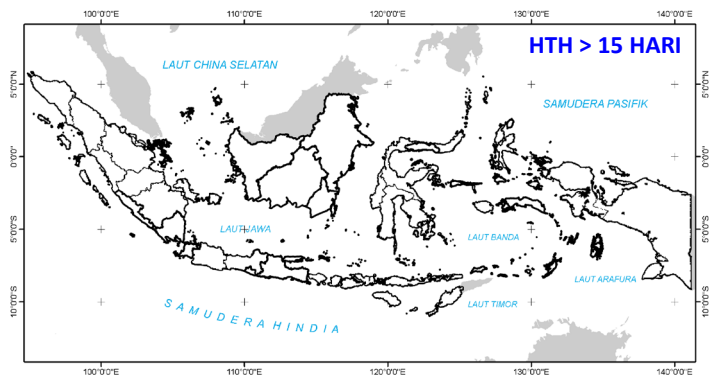 100°0'0"E 110°0'0"E 120°0'0"E 130°0'0"E 140°0'0"E
HTH > 15 HARI
LAUT CHINA SELATAN
5°0'0"N 5°0'0"N
SAMUDERA PASIFIK
0°0'0" 0°0'0"
LAUT JAWA
5°0'0"S 5°0'0"S
LAUT BANDA
LAUT ARAFURA
10°0'0"S 10°0'0"S
LAUT TIMOR
SAMUDERA HINDIA
100°0'0"E 110°0'0"E 120°0'0"E 130°0'0"E 140°0'0"E